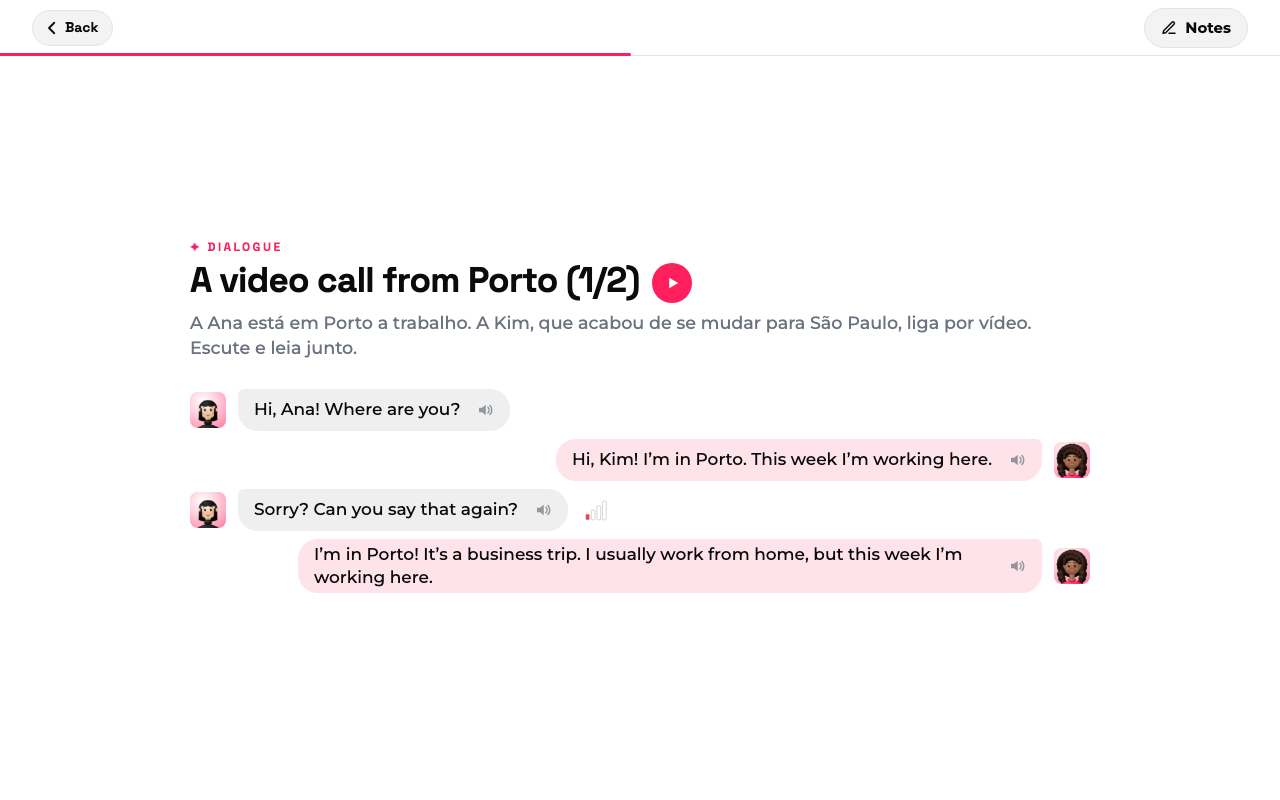 Back
Notes
DIALOGUE
A video call from Porto (1/2)
A Ana está em Porto a trabalho. A Kim, que acabou de se mudar para São Paulo, liga por vídeo.
Escute e leia junto.
Hi, Ana! Where are you?
Hi, Kim! I’m in Porto. This week I’m working here.
Sorry? Can you say that again?
I’m in Porto! It’s a business trip. I usually work from home, but this week I’m
working here.